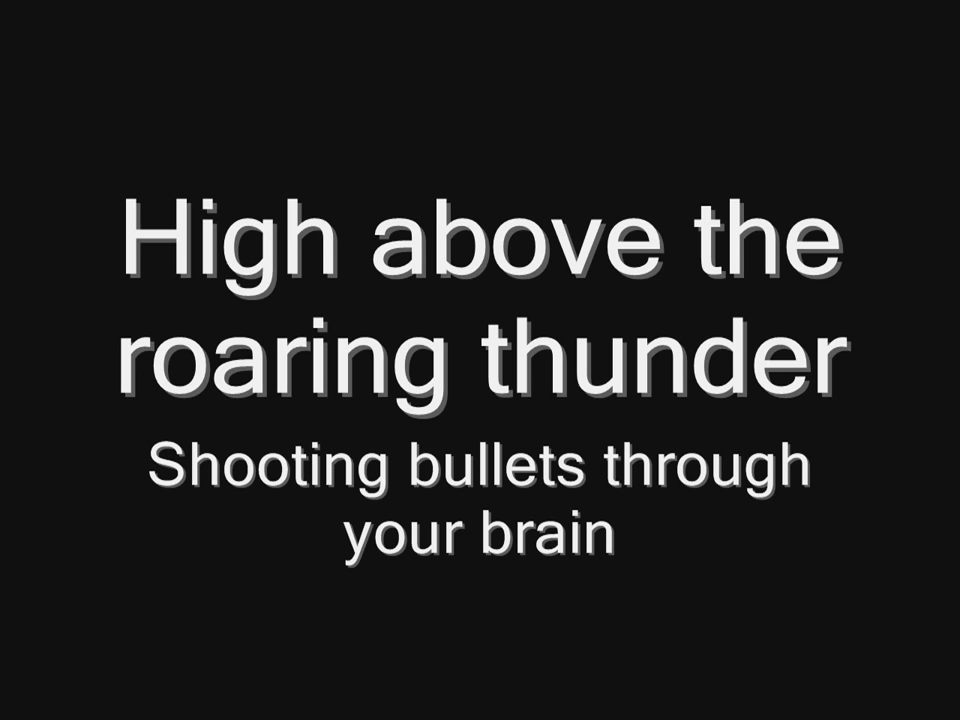 High above the
roaring thunder
Shooting bullets through
your brain